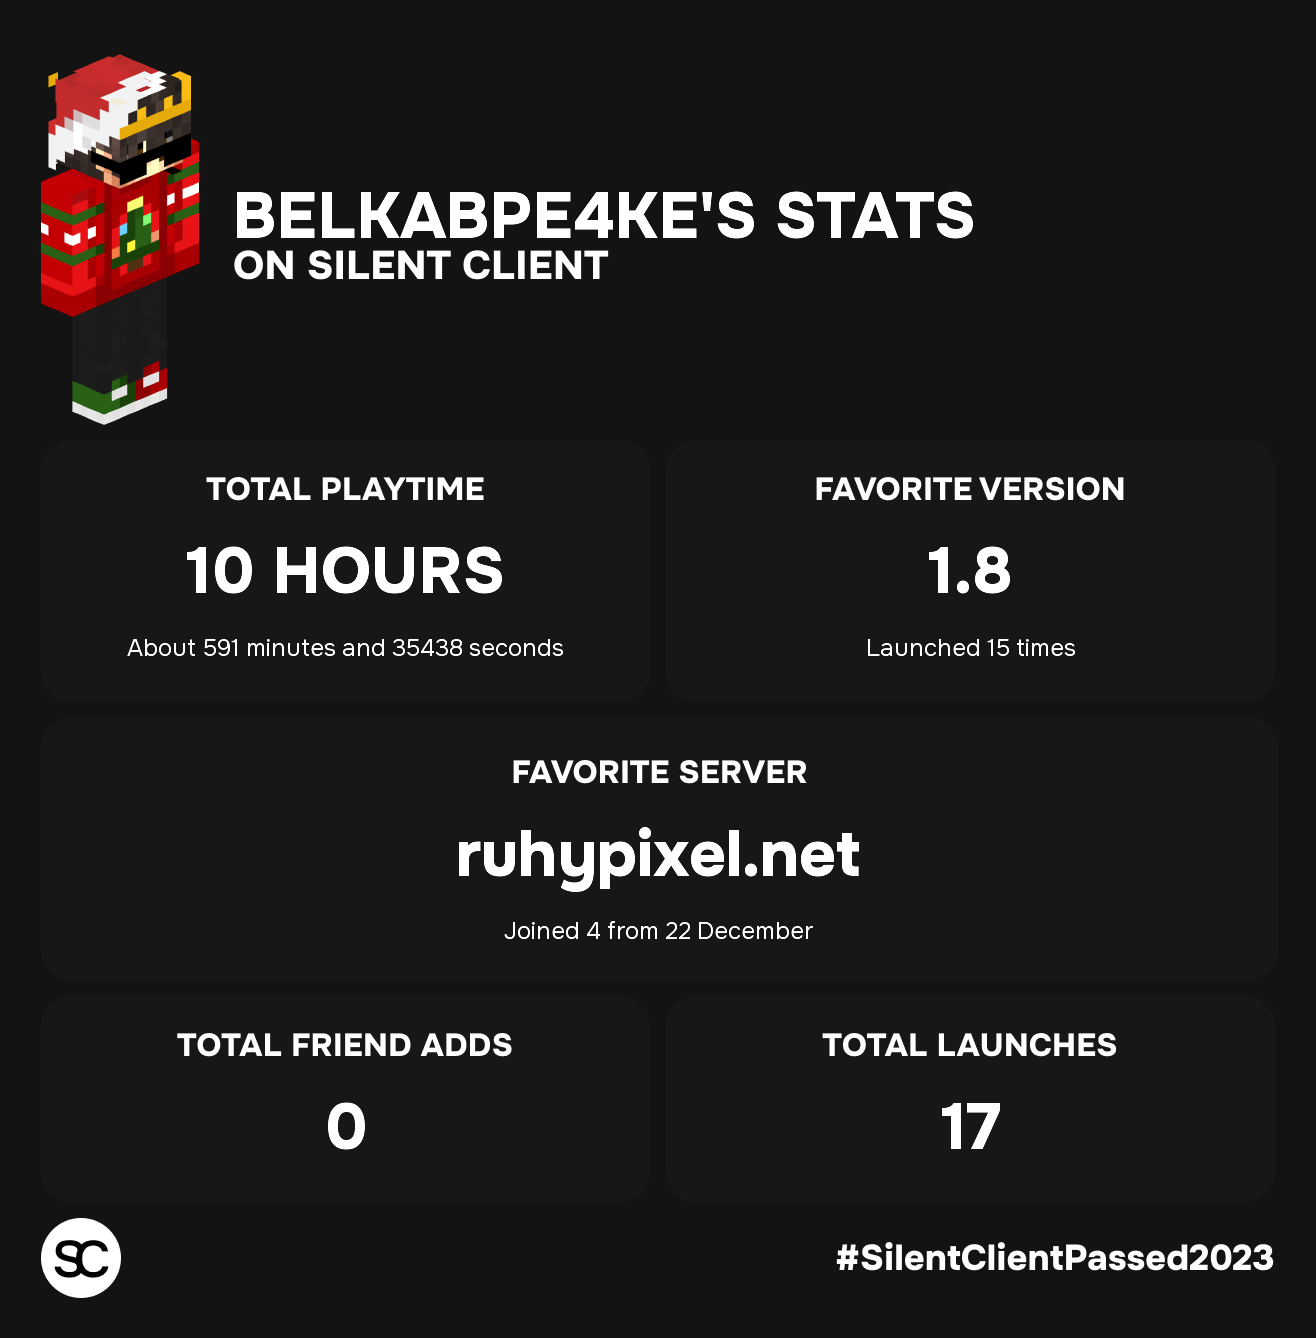 BELKABPE4KE'S STATS
ON SILENT CLIENT
TOTAL PLAYTIME
10 HOURS
About 591 minutes and 35438 seconds
FAVORITE VERSION
1.8
Launched 15 times
FAVORITE SERVER
ruhypixel.net
Joined 4 from 22 December
TOTAL FRIEND ADDS
0
TOTAL LAUNCHES
17
SC
#SilentClientPassed2023